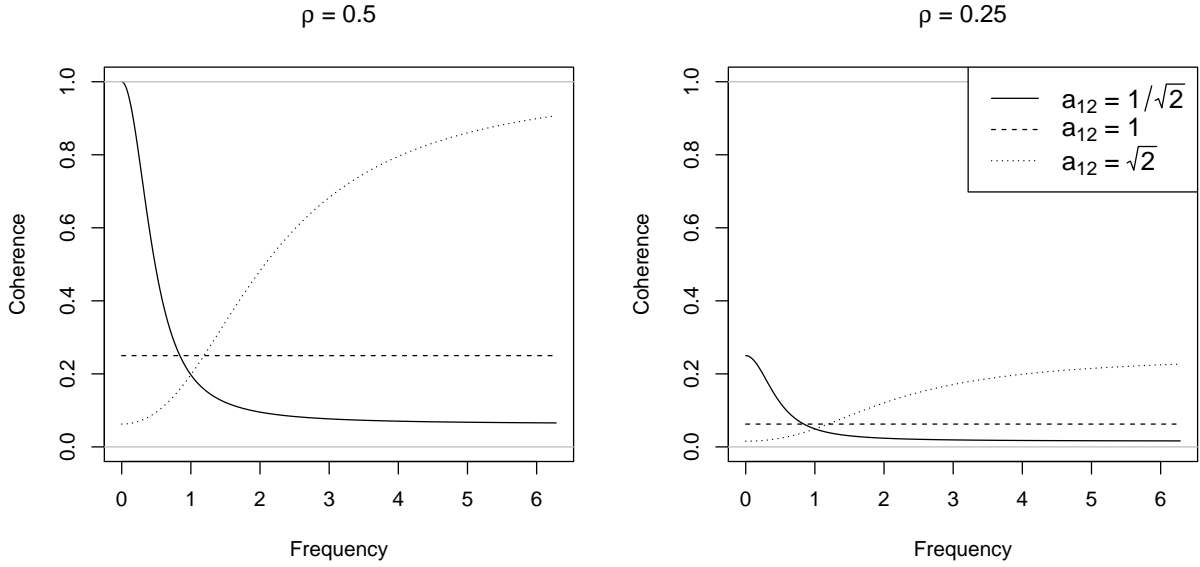 ρ = 0.5
Coherence
1.0
0.8
0.6
0.4
0.2
0.0
0 1 2 3 4 5 6
Frequency
ρ = 0.25
Coherence
1.0
0.8
0.6
0.4
0.2
0.0
0 1 2 3 4 5 6
Frequency
a₁₂ = 1/√2
a₁₂ = 1
a₁₂ = √2